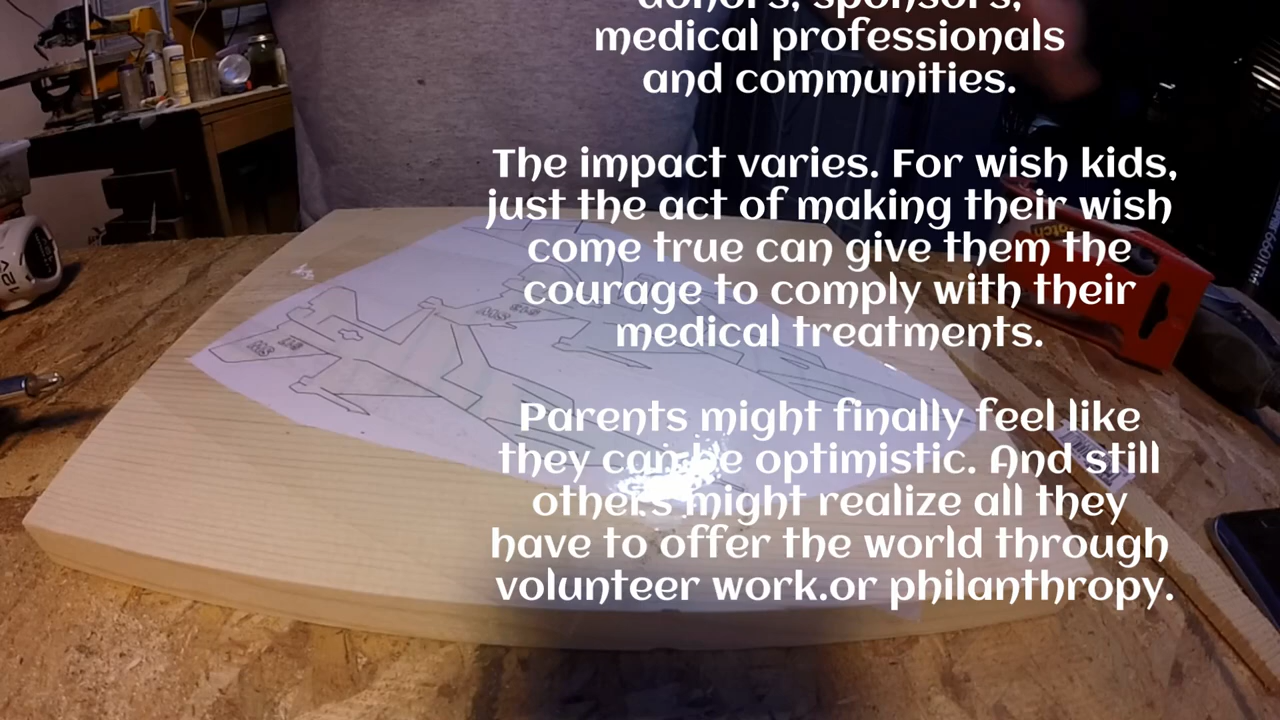 donors, sponsors,
medical professionals
and communities.
The impact varies. For wish kids,
just the act of making their wish
come true can give them the
courage to comply with their
medical treatments.
Parents might finally feel like
they can be optimistic. And still
others might realize all they
have to offer the world through
volunteer work.or philanthropy.